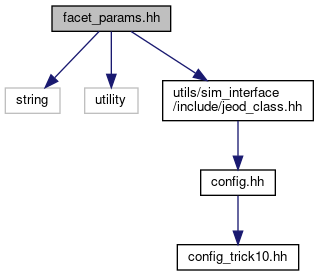 facet_params.hh
string
utility
utils/sim_interface
/include/jeod_class.hh
config.hh
config_trick10.hh